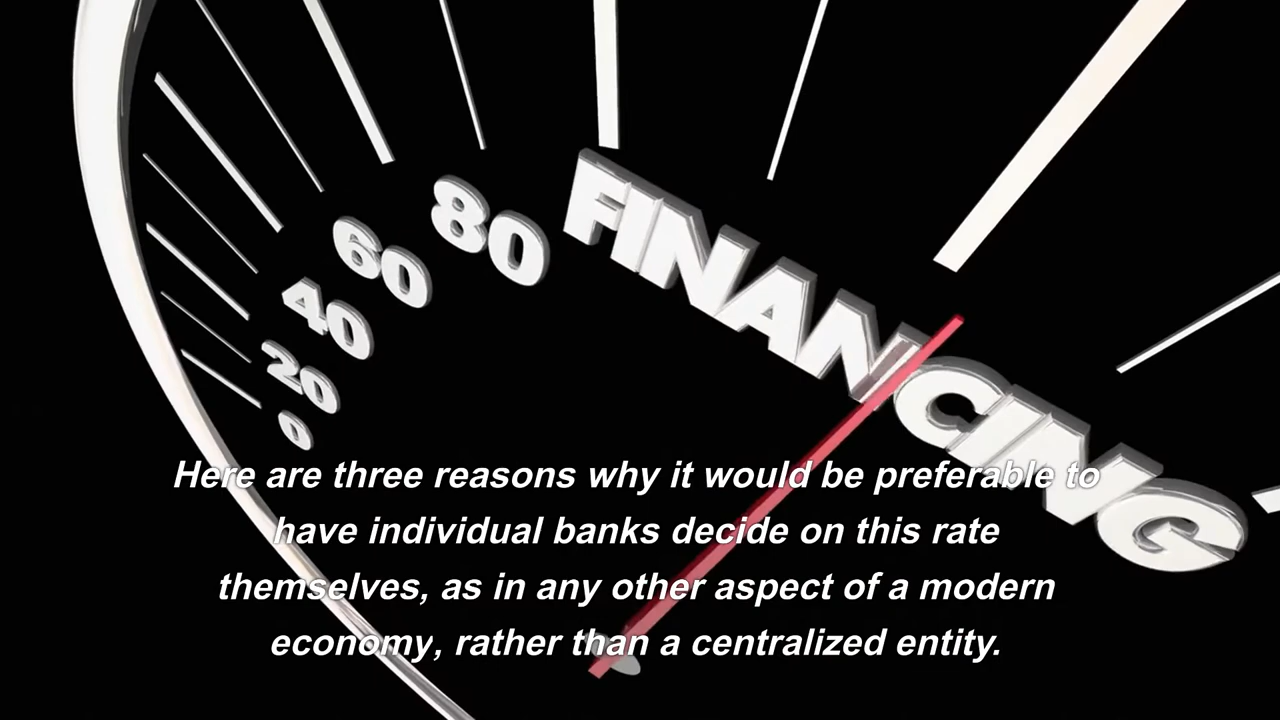 0
20
40
60
80
FINANCING
Here are three reasons why it would be preferable to
have individual banks decide on this rate
themselves, as in any other aspect of a modern
economy, rather than a centralized entity.